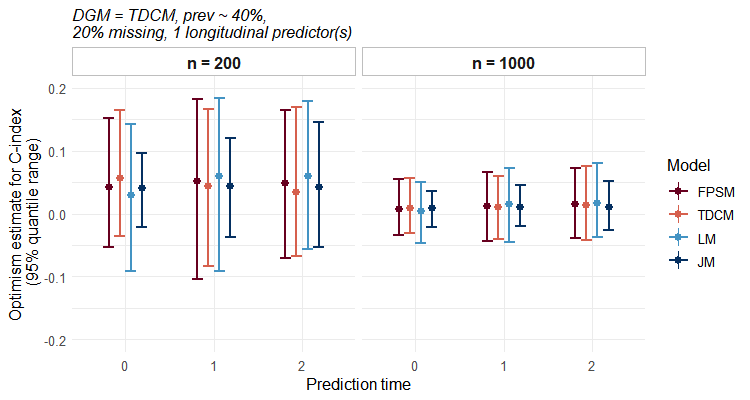 DGM = TDCM, prev ~ 40%,
20% missing, 1 longitudinal predictor(s)
n = 200
n = 1000
Optimism estimate for C-index
(95% quantile range)
0.2
0.1
0.0
-0.1
-0.2
0
1
2
0
1
2
Prediction time
Model
FPSM
TDCM
LM
JM